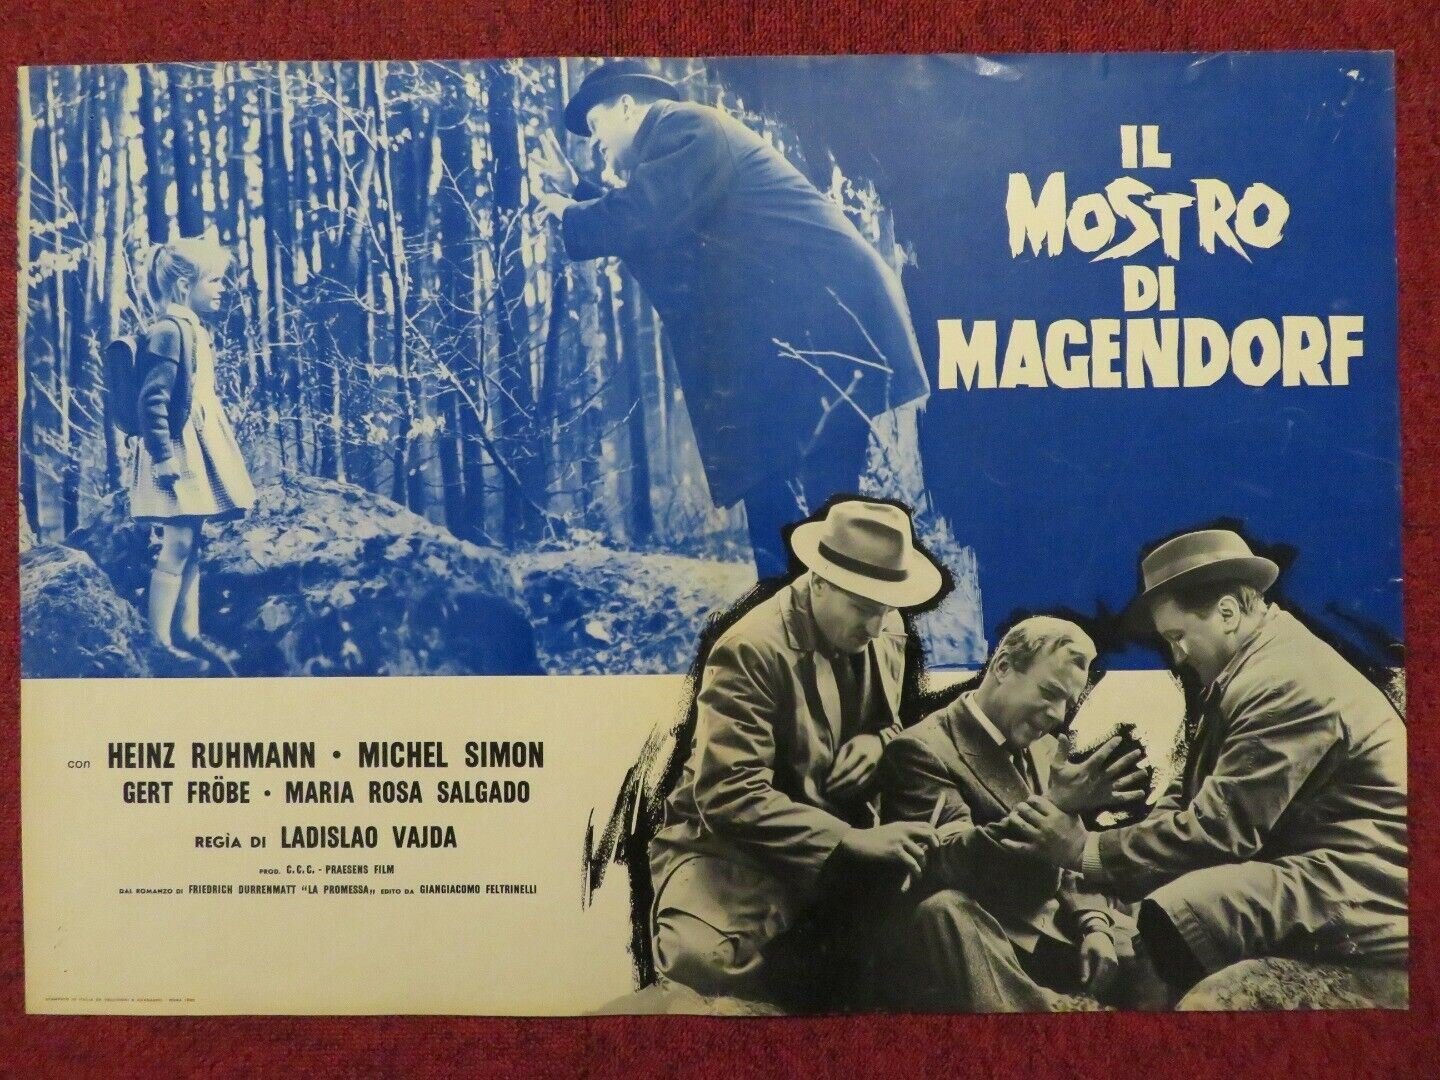 IL
MOSTRO
DI
MAGENDORF
con HEINZ RUHMANN • MICHEL SIMON
GERT FRÖBE • MARIA ROSA SALGADO
REGÌA DI LADISLAO VAJDA
PROD. C.C.C. - PRAESENS FILM
DAL ROMANZO DI FRIEDRICH DURRENMATT "LA PROMESSA„ EDITO DA GIANGIACOMO FELTRINELLI